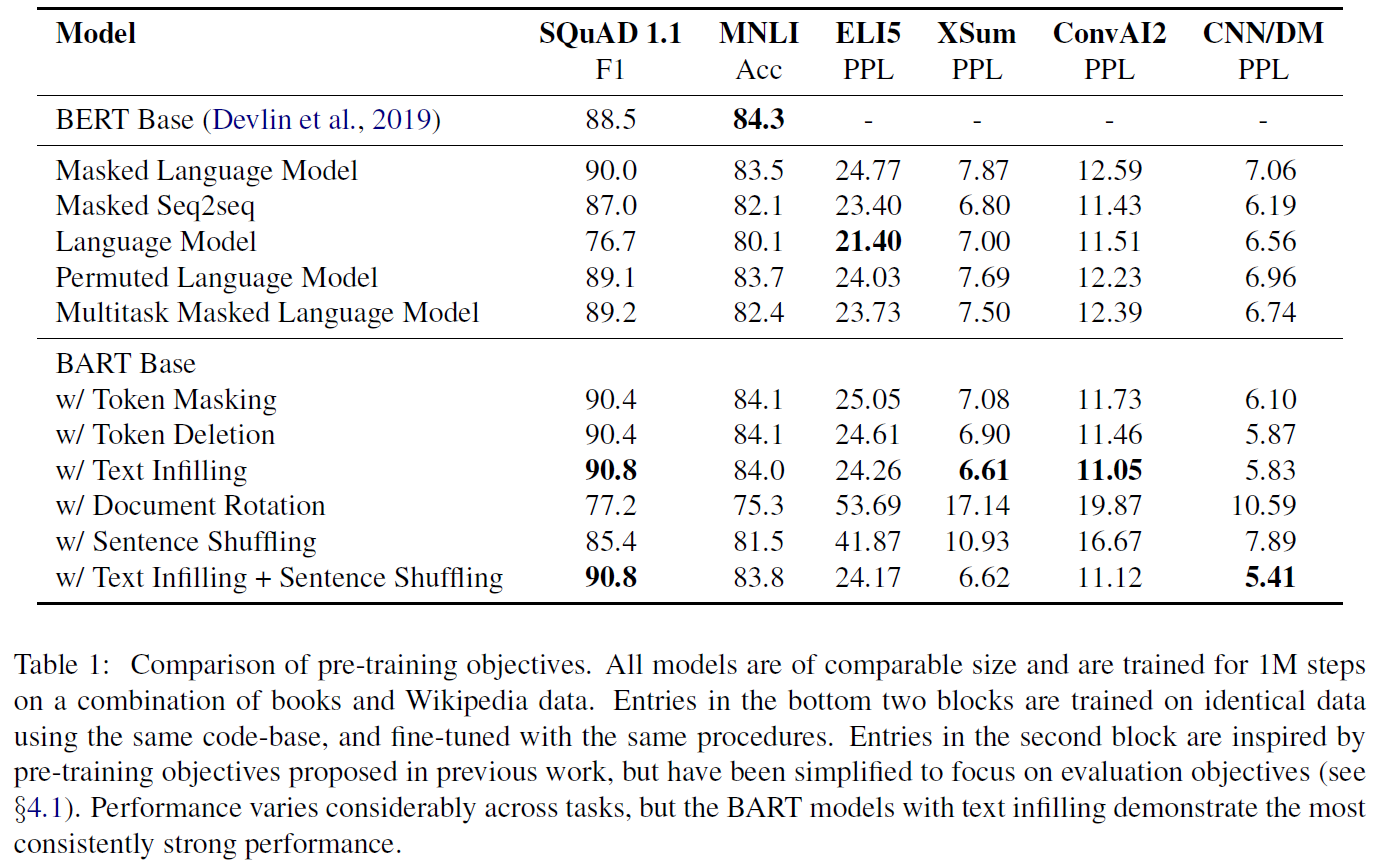 Model SQuAD 1.1 MNLI ELI5 XSum ConvAI2 CNN/DM
F1 Acc PPL PPL PPL PPL
BERT Base (Devlin et al., 2019) 88.5 84.3 - - - -
Masked Language Model 90.0 83.5 24.77 7.87 12.59 7.06
Masked Seq2seq 87.0 82.1 23.40 6.80 11.43 6.19
Language Model 76.7 80.1 21.40 7.00 11.51 6.56
Permuted Language Model 89.1 83.7 24.03 7.69 12.23 6.96
Multitask Masked Language Model 89.2 82.4 23.73 7.50 12.39 6.74
BART Base
w/ Token Masking 90.4 84.1 25.05 7.08 11.73 6.10
w/ Token Deletion 90.4 84.1 24.61 6.90 11.46 5.87
w/ Text Infilling 90.8 84.0 24.26 6.61 11.05 5.83
w/ Document Rotation 77.2 75.3 53.69 17.14 19.87 10.59
w/ Sentence Shuffling 85.4 81.5 41.87 10.93 16.67 7.89
w/ Text Infilling + Sentence Shuffling 90.8 83.8 24.17 6.62 11.12 5.41
Table 1: Comparison of pre-training objectives. All models are of comparable size and are trained for 1M steps
on a combination of books and Wikipedia data. Entries in the bottom two blocks are trained on identical data
using the same code-base, and fine-tuned with the same procedures. Entries in the second block are inspired by
pre-training objectives proposed in previous work, but have been simplified to focus on evaluation objectives (see
§4.1). Performance varies considerably across tasks, but the BART models with text infilling demonstrate the most
consistently strong performance.